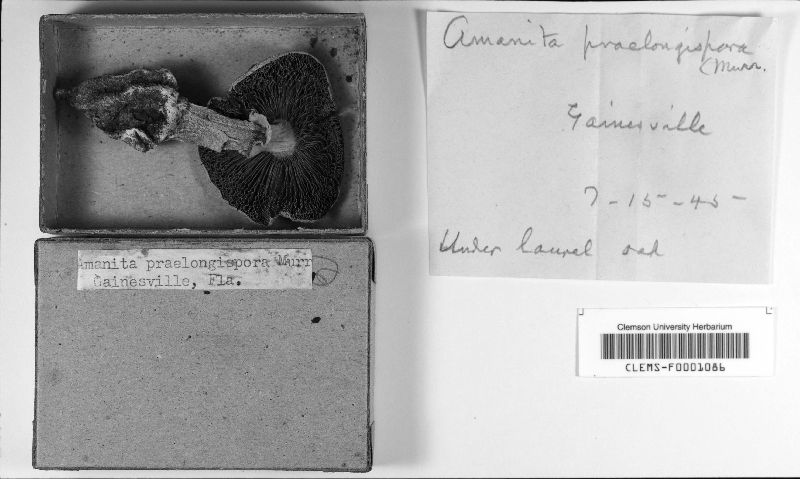 Amanita praelongispora
(Murr.
Gainesville
7-15-45
Under laurel oak
Amanita praelongispora Murr
Gainesville, Fla.
Clemson University Herbarium
CLEMS-F0001086